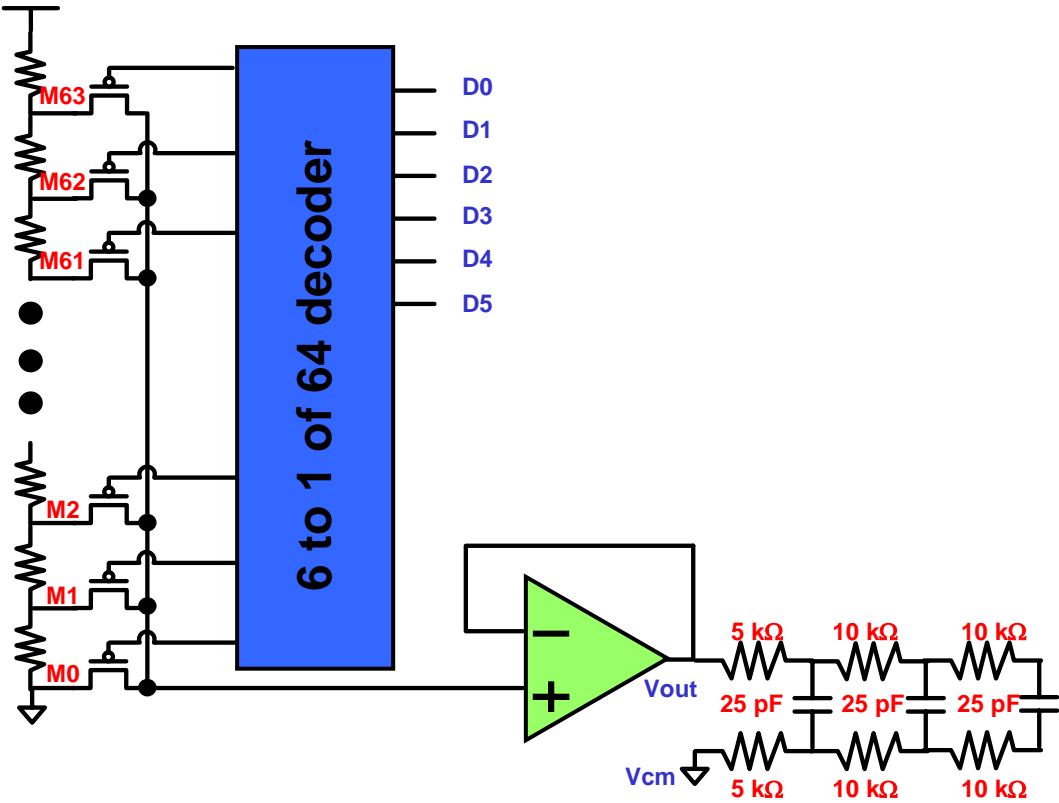 M63
M62
M61
M2
M1
M0
6 to 1 of 64 decoder
D0
D1
D2
D3
D4
D5
Vout
Vcm
5 kΩ 10 kΩ 10 kΩ
25 pF 25 pF 25 pF
5 kΩ 10 kΩ 10 kΩ